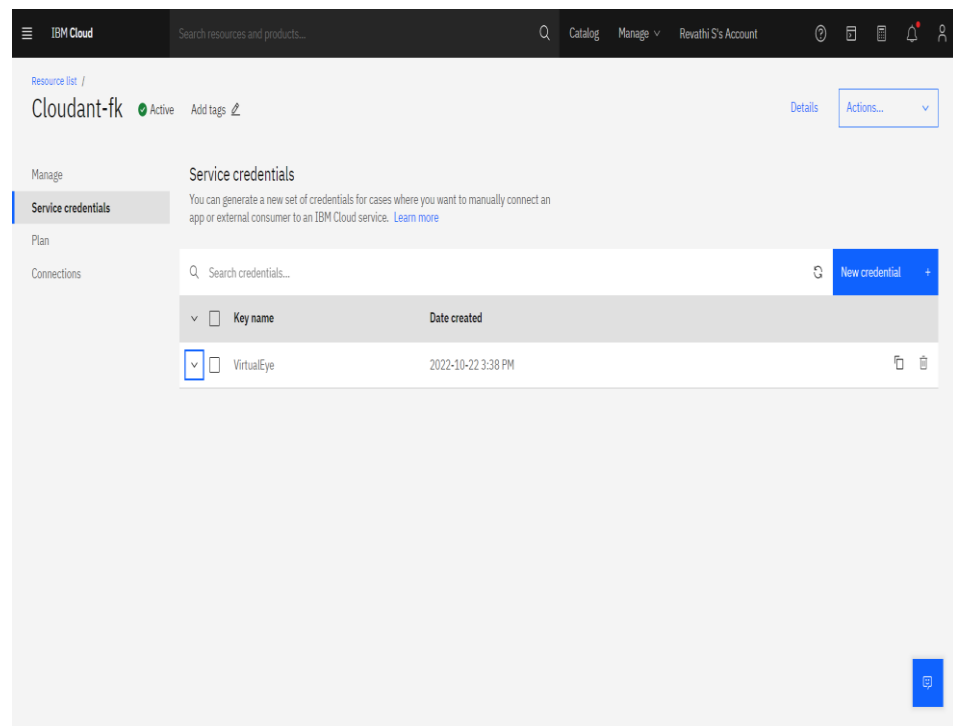 IBM Cloud
Search resources and products...
Catalog
Manage
Revathi S's Account
Resource list /
Cloudant-fk
Active
Add tags
Details
Actions...
Manage
Service credentials
Plan
Connections
Service credentials
You can generate a new set of credentials for cases where you want to manually connect an
app or external consumer to an IBM Cloud service. Learn more
Search credentials...
New credential +
Key name
Date created
VirtualEye
2022-10-22 3:38 PM